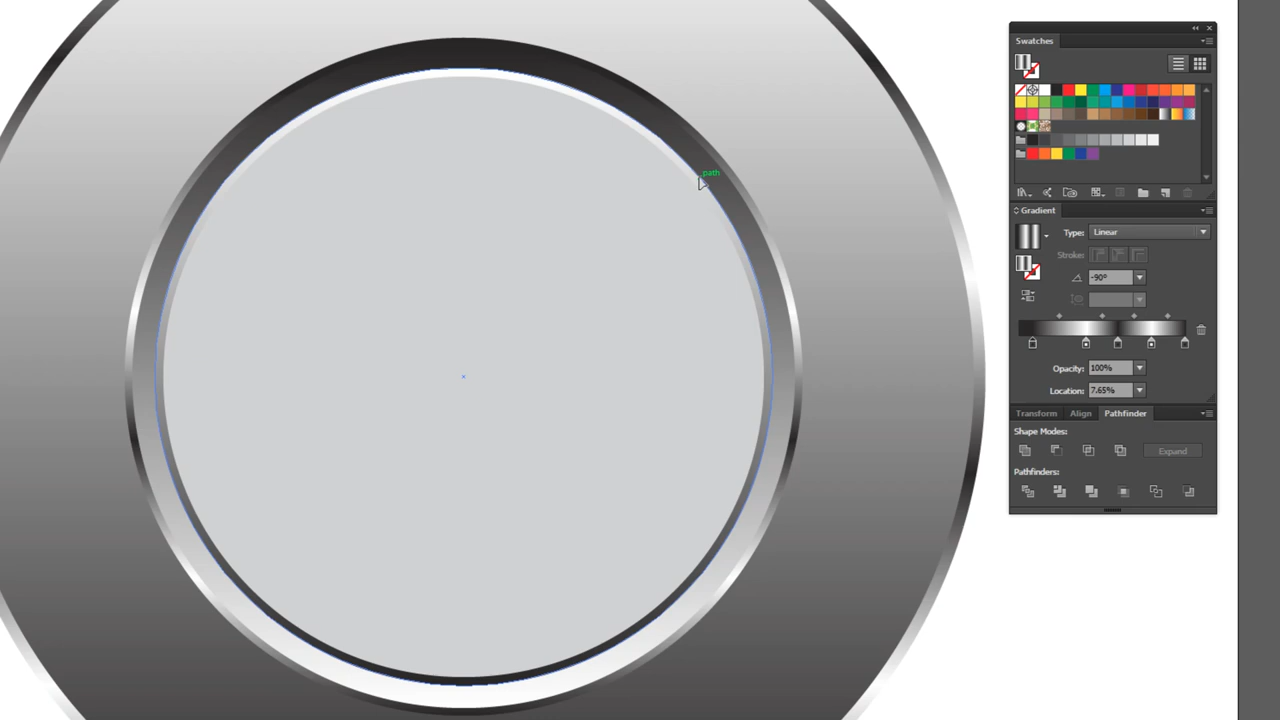 path
Swatches
Gradient
Type: Linear
Stroke:
-90°
Opacity: 100%
Location: 7.65%
Transform Align Pathfinder
Shape Modes:
Expand
Pathfinders: